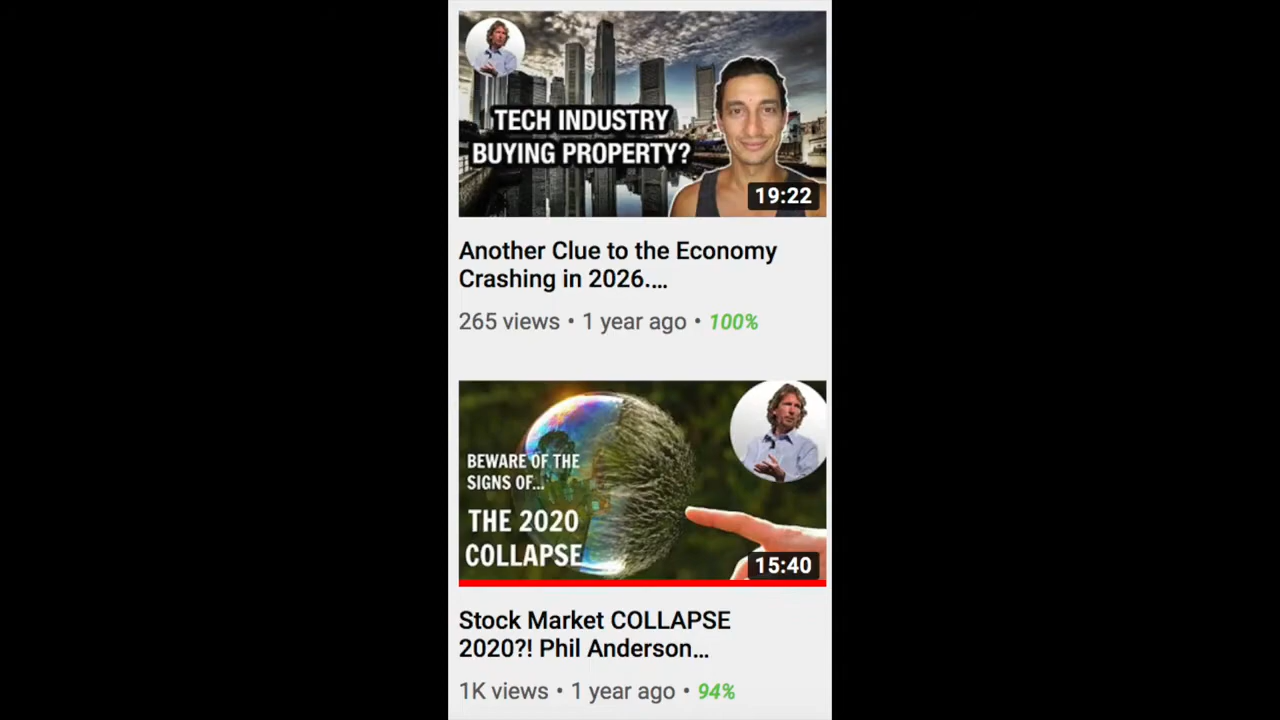 TECH INDUSTRY
BUYING PROPERTY?
19:22
Another Clue to the Economy
Crashing in 2026....
265 views • 1 year ago • 100%
BEWARE OF THE
SIGNS OF...
THE 2020
COLLAPSE
15:40
Stock Market COLLAPSE
2020?! Phil Anderson...
1K views • 1 year ago • 94%